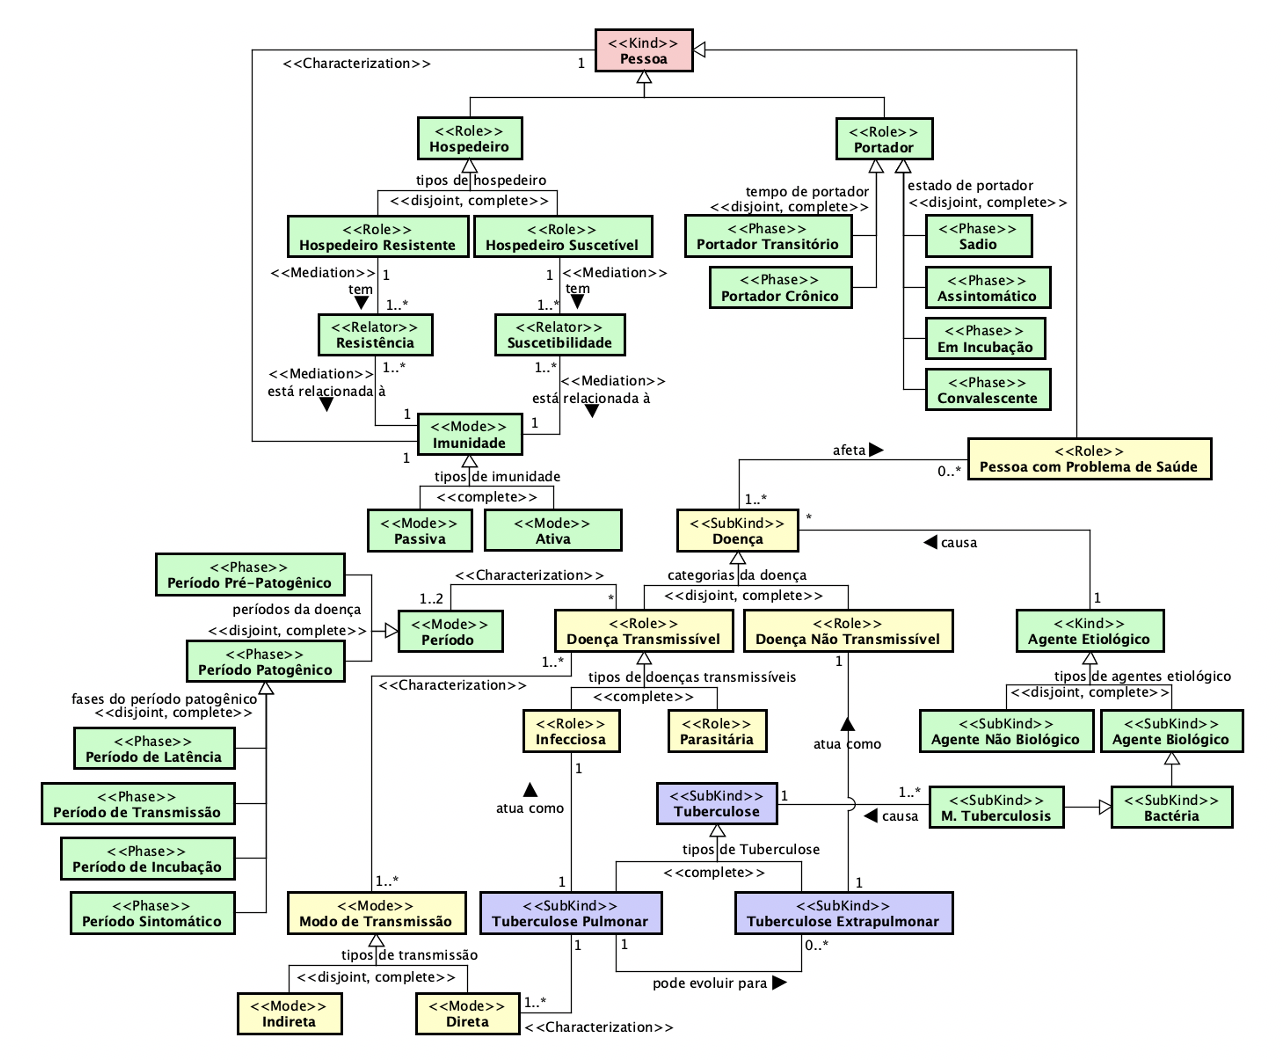 <<Kind>>
Pessoa
<<Characterization>>
1
<<Role>>
Hospedeiro
<<Role>>
Portador
tipos de hospedeiro
<<disjoint, complete>>
tempo de portador
<<disjoint, complete>>
estado de portador
<<disjoint, complete>>
<<Role>>
Hospedeiro Resistente
<<Role>>
Hospedeiro Suscetível
<<Phase>>
Portador Transitório
<<Phase>>
Sadio
<<Mediation>>
1
tem
1..*
1
<<Mediation>>
tem
1..*
<<Phase>>
Portador Crônico
<<Phase>>
Assintomático
<<Relator>>
Resistência
<<Relator>>
Suscetibilidade
<<Phase>>
Em Incubação
1..*
<<Mediation>>
está relacionada à
1
1..*
<<Mediation>>
está relacionada à
1
<<Phase>>
Convalescente
<<Mode>>
Imunidade
1
tipos de imunidade
<<complete>>
afeta
0..*
1..*
<<Role>>
Pessoa com Problema de Saúde
<<Mode>>
Passiva
<<Mode>>
Ativa
<<SubKind>>
Doença
*
causa
1
<<Phase>>
Período Pré-Patogênico
<<Characterization>>
1..2
*
categorias da doença
<<disjoint, complete>>
períodos da doença
<<disjoint, complete>>
<<Mode>>
Período
<<Role>>
Doença Transmissível
<<Role>>
Doença Não Transmissível
<<Kind>>
Agente Etiológico
<<Phase>>
Período Patogênico
1..*
<<Characterization>>
tipos de doenças transmissíveis
<<complete>>
1
tipos de agentes etiológico
<<disjoint, complete>>
fases do período patogênico
<<disjoint, complete>>
<<Role>>
Infecciosa
<<Role>>
Parasitária
<<SubKind>>
Agente Não Biológico
<<SubKind>>
Agente Biológico
<<Phase>>
Período de Latência
1
atua como
atua como
<<Phase>>
Período de Transmissão
<<SubKind>>
Tuberculose
1
1..*
causa
<<SubKind>>
M. Tuberculosis
<<SubKind>>
Bactéria
<<Phase>>
Período de Incubação
tipos de Tuberculose
<<complete>>
1..*
1
1
<<Phase>>
Período Sintomático
<<Mode>>
Modo de Transmissão
<<SubKind>>
Tuberculose Pulmonar
<<SubKind>>
Tuberculose Extrapulmonar
tipos de transmissão
<<disjoint, complete>>
1
1
0..*
pode evoluir para
<<Mode>>
Indireta
<<Mode>>
Direta
1..*
<<Characterization>>